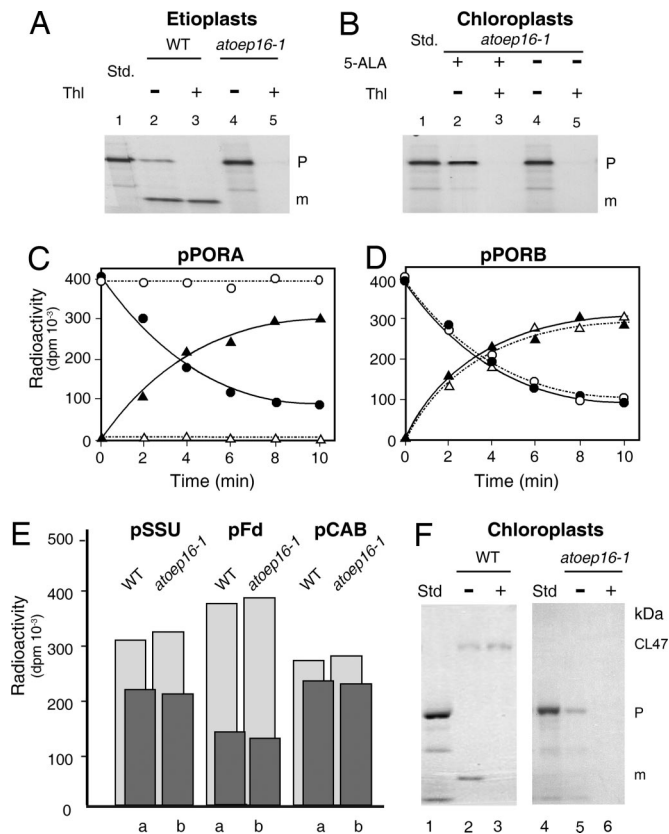 A
Etioplasts
WT
atoep16-1
Std.
Thl
- + - +
1 2 3 4 5
P
m
B
Chloroplasts
Std.
atoep16-1
5-ALA
+ + - -
Thl
- + - +
1 2 3 4 5
P
m
C
pPORA
Radioactivity
(dpm 10-3)
400
300
200
100
0
0 2 4 6 8 10
Time (min)
D
pPORB
400
300
200
100
0
0 2 4 6 8 10
Time (min)
E
pSSU pFd pCAB
WT atoep16-1 WT atoep16-1 WT atoep16-1
Radioactivity
(dpm 10-3)
500
400
300
200
100
0
a b a b a b
F
Chloroplasts
WT
atoep16-1
Std - + Std - +
kDa
CL47
P
m
1 2 3 4 5 6